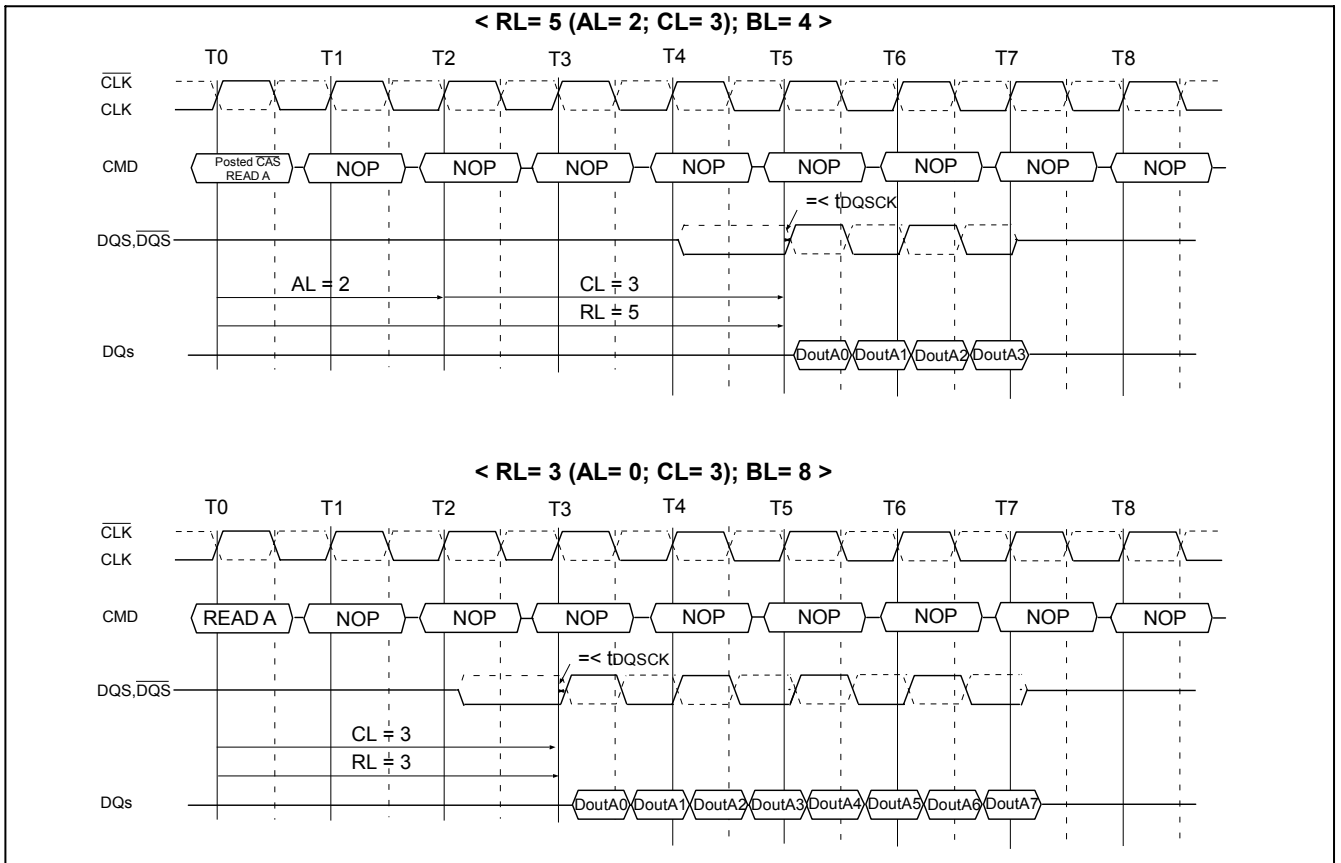 < RL= 5 (AL= 2; CL= 3); BL= 4 >
T0 T1 T2 T3 T4 T5 T6 T7 T8
CLK
CLK
CMD Posted CAS READ A NOP NOP NOP NOP NOP NOP NOP NOP
=< tDQSCK
DQS,DQS
AL = 2 CL = 3
RL = 5
DQs DoutA0 DoutA1 DoutA2 DoutA3
< RL= 3 (AL= 0; CL= 3); BL= 8 >
T0 T1 T2 T3 T4 T5 T6 T7 T8
CLK
CLK
CMD READ A NOP NOP NOP NOP NOP NOP NOP NOP
=< tDQSCK
DQS,DQS
CL = 3
RL = 3
DQs DoutA0 DoutA1 DoutA2 DoutA3 DoutA4 DoutA5 DoutA6 DoutA7